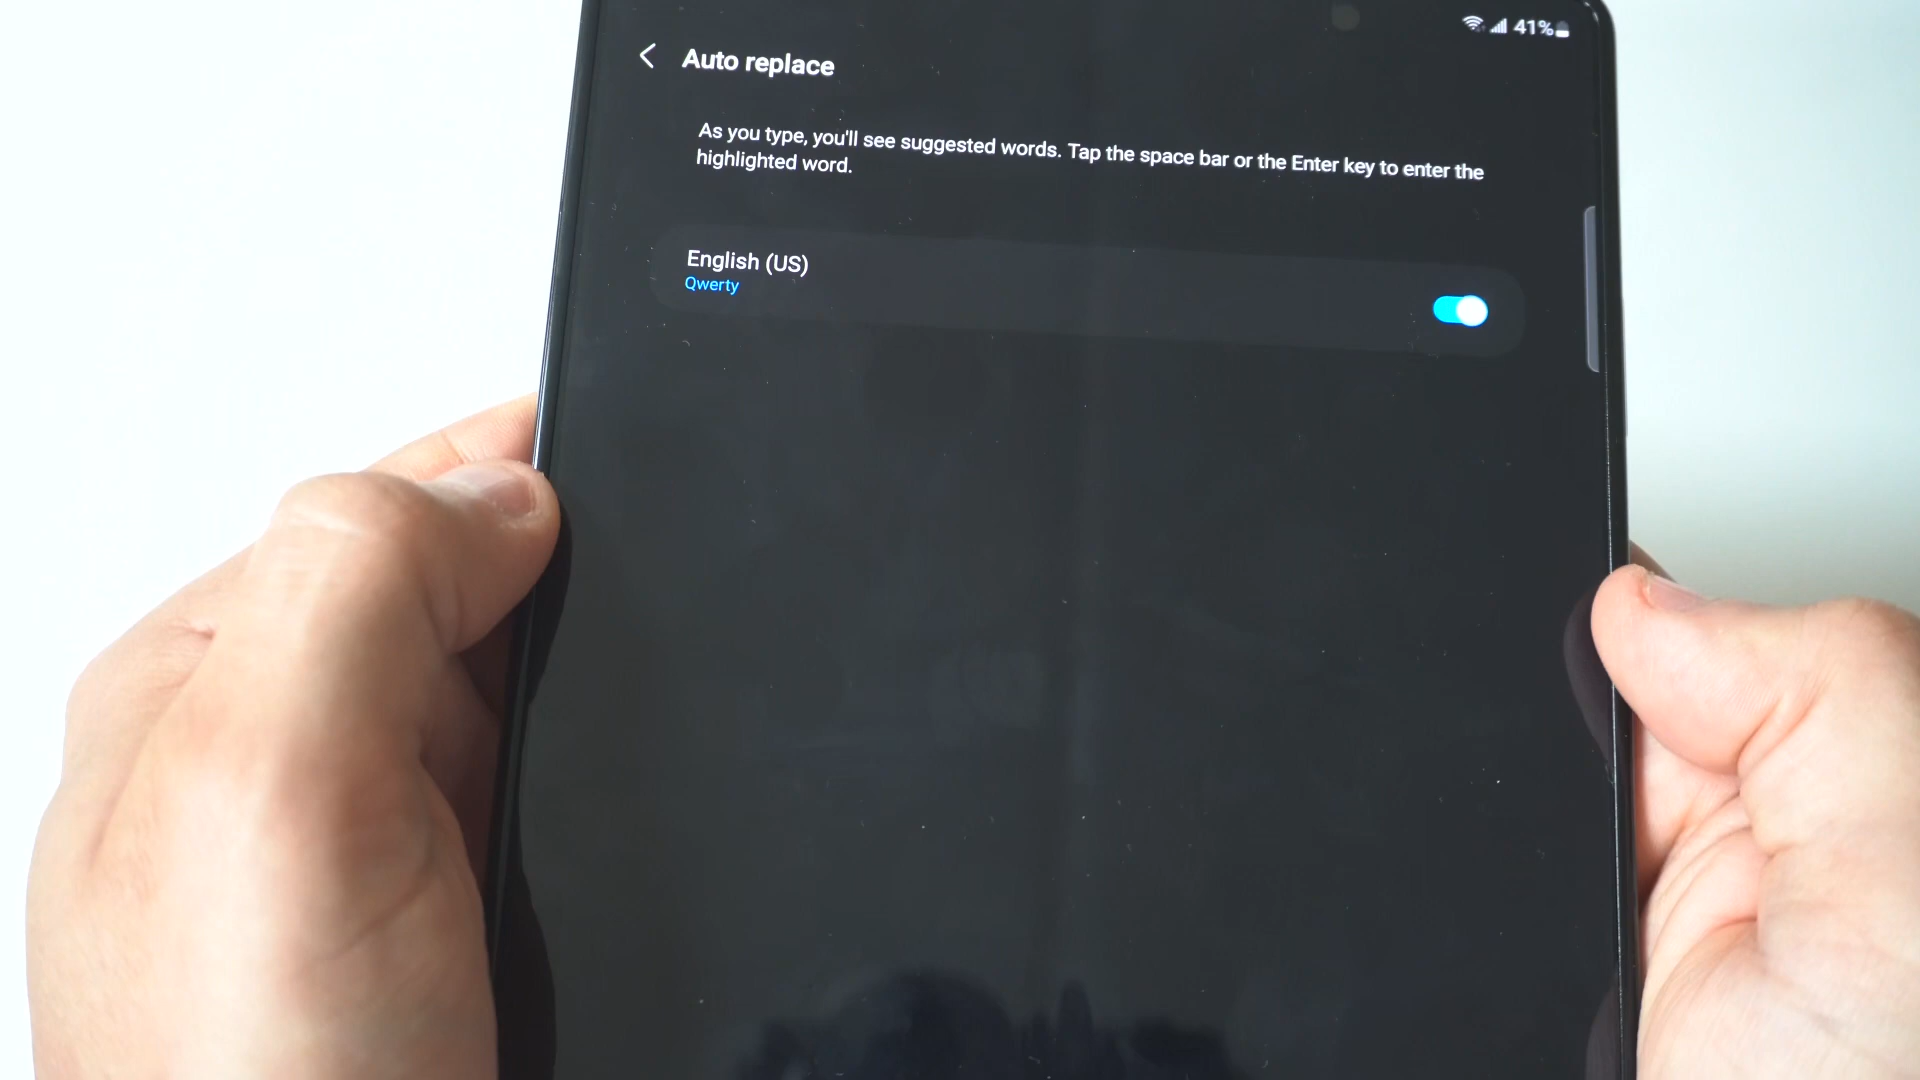 41%
Auto replace
As you type, you'll see suggested words. Tap the space bar or the Enter key to enter the
highlighted word.
English (US)
Qwerty